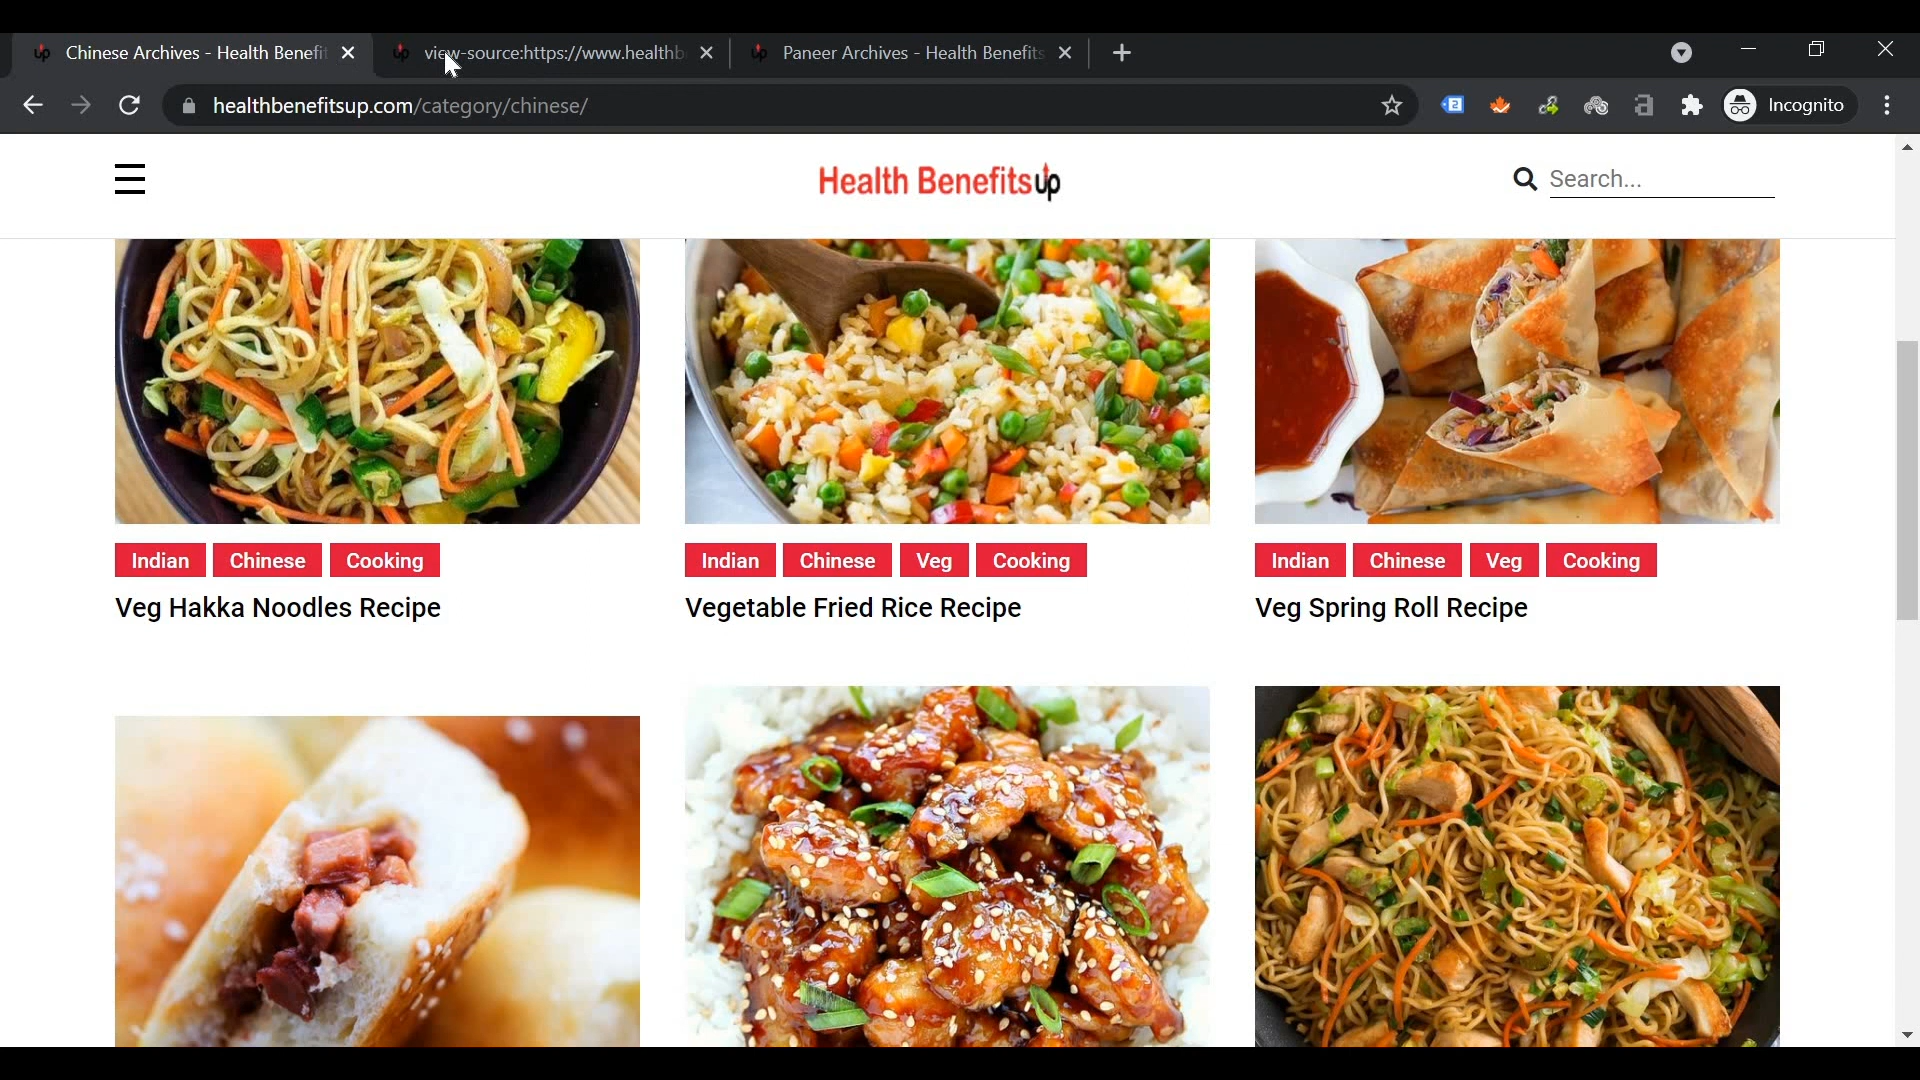 Chinese Archives - Health Benefit
view-source:https://www.healthb
Paneer Archives - Health Benefits
healthbenefitsup.com/category/chinese/
Incognito
Health Benefitsup
Search...
Indian Chinese Cooking
Veg Hakka Noodles Recipe
Indian Chinese Veg Cooking
Vegetable Fried Rice Recipe
Indian Chinese Veg Cooking
Veg Spring Roll Recipe